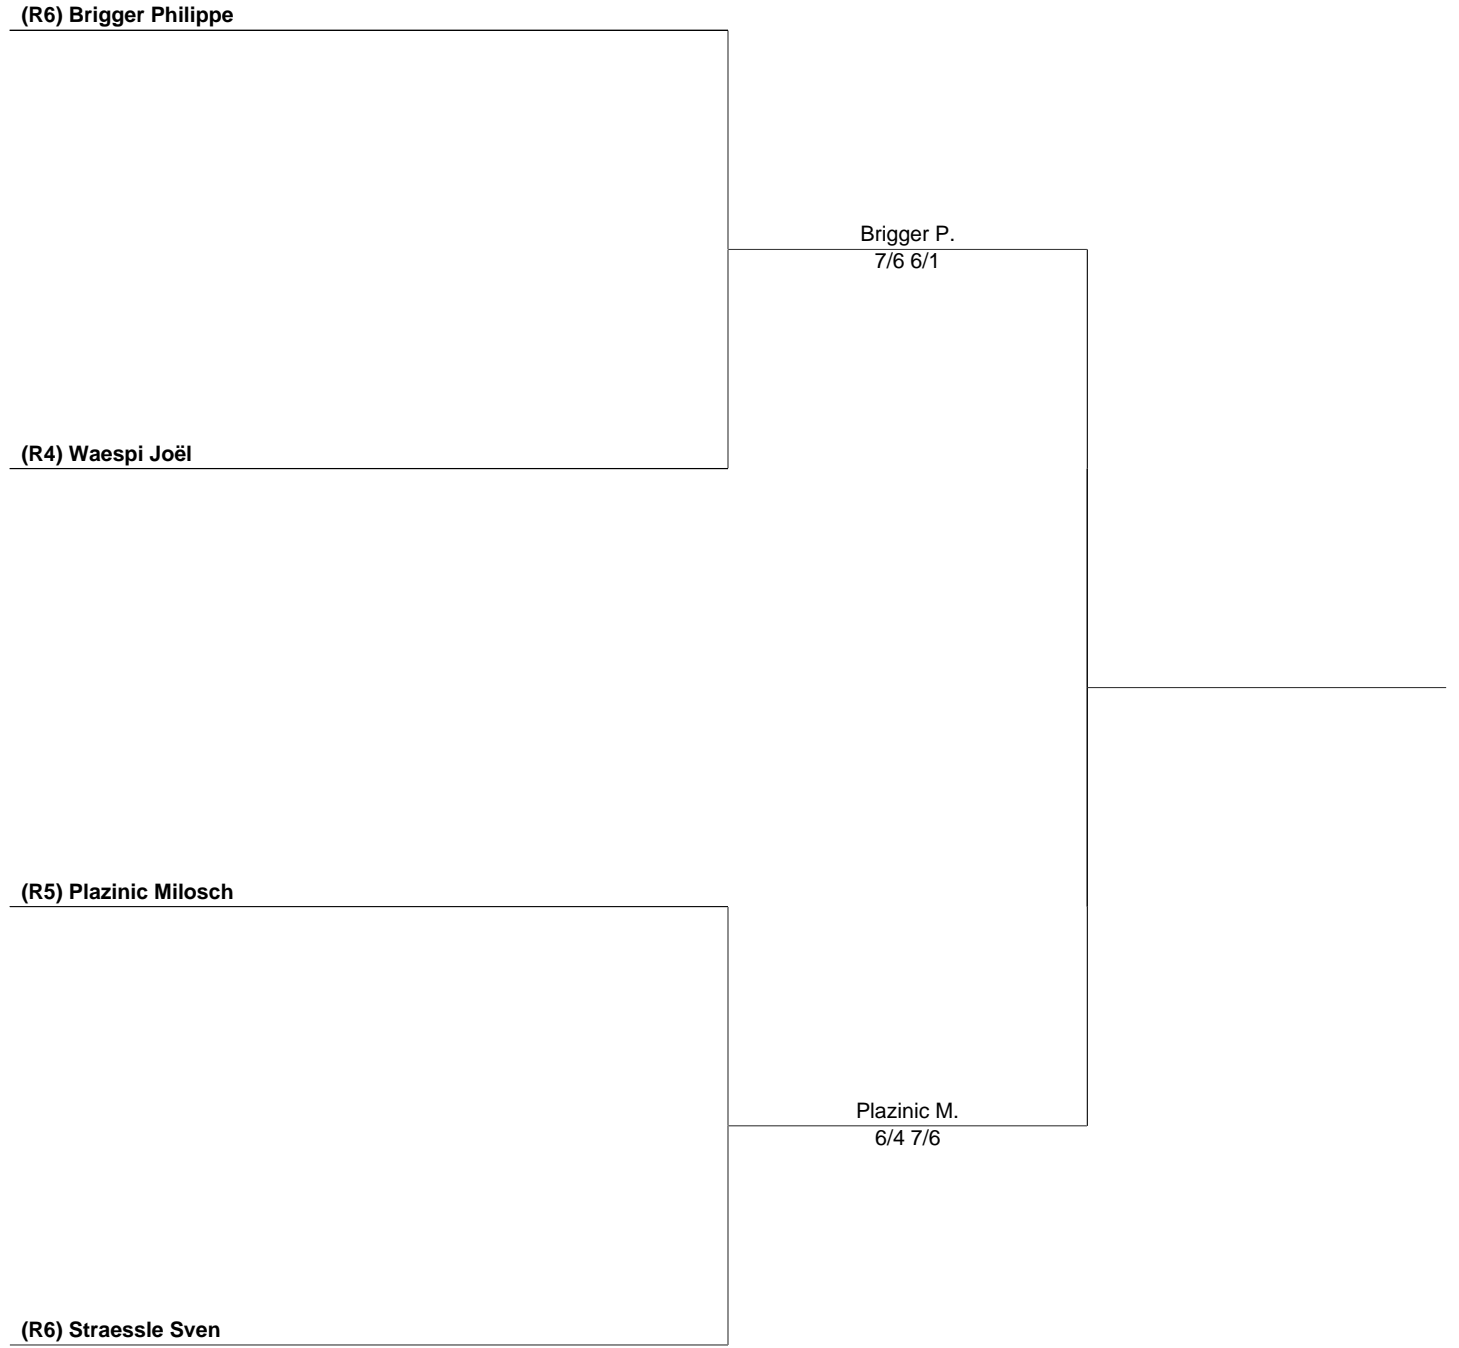 (R6) Brigger Philippe
Brigger P.
7/6 6/1
(R4) Waespi Joël
(R5) Plazinic Milosch
Plazinic M.
6/4 7/6
(R6) Straessle Sven